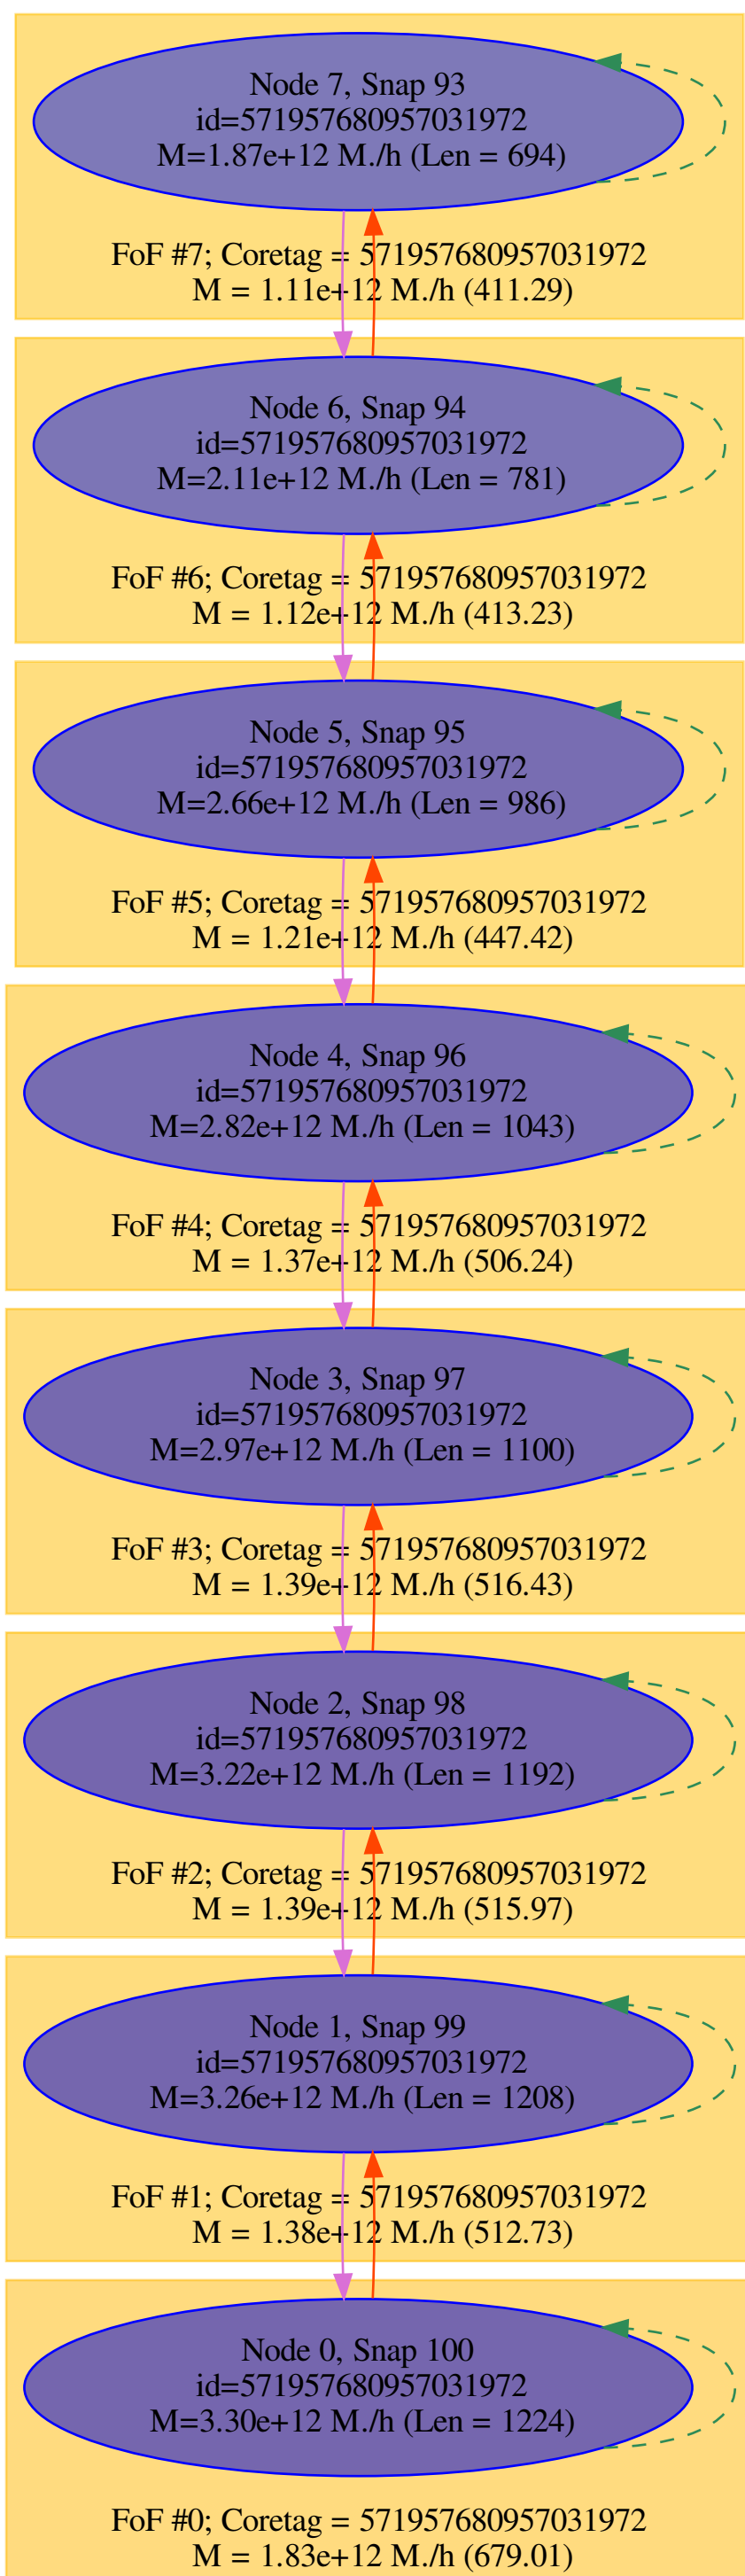 Node 7, Snap 93
id=571957680957031972
M=1.87e+12 M./h (Len = 694)
FoF #7; Coretag = 571957680957031972
M = 1.11e+12 M./h (411.29)
Node 6, Snap 94
id=571957680957031972
M=2.11e+12 M./h (Len = 781)
FoF #6; Coretag = 571957680957031972
M = 1.12e+12 M./h (413.23)
Node 5, Snap 95
id=571957680957031972
M=2.66e+12 M./h (Len = 986)
FoF #5; Coretag = 571957680957031972
M = 1.21e+12 M./h (447.42)
Node 4, Snap 96
id=571957680957031972
M=2.82e+12 M./h (Len = 1043)
FoF #4; Coretag = 571957680957031972
M = 1.37e+12 M./h (506.24)
Node 3, Snap 97
id=571957680957031972
M=2.97e+12 M./h (Len = 1100)
FoF #3; Coretag = 571957680957031972
M = 1.39e+12 M./h (516.43)
Node 2, Snap 98
id=571957680957031972
M=3.22e+12 M./h (Len = 1192)
FoF #2; Coretag = 571957680957031972
M = 1.39e+12 M./h (515.97)
Node 1, Snap 99
id=571957680957031972
M=3.26e+12 M./h (Len = 1208)
FoF #1; Coretag = 571957680957031972
M = 1.38e+12 M./h (512.73)
Node 0, Snap 100
id=571957680957031972
M=3.30e+12 M./h (Len = 1224)
FoF #0; Coretag = 571957680957031972
M = 1.83e+12 M./h (679.01)